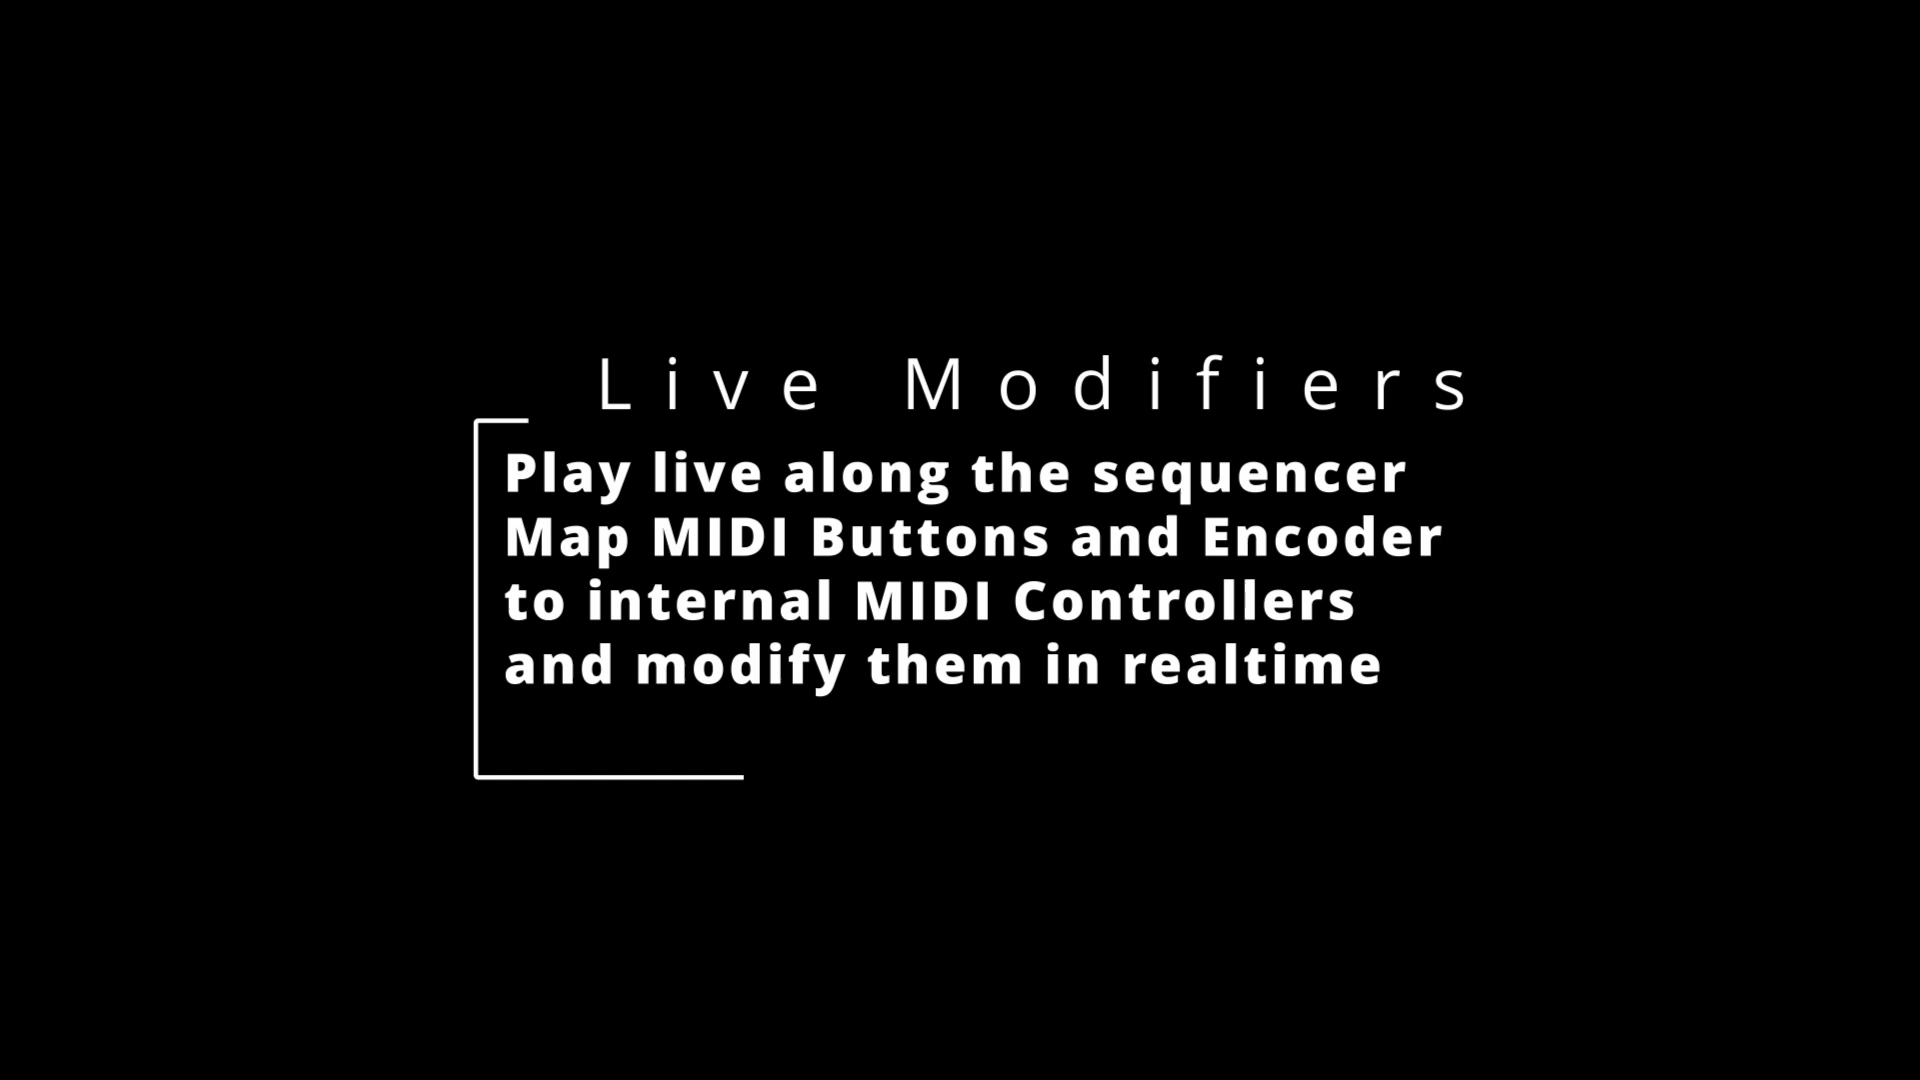 Live Modifiers
Play live along the sequencer
Map MIDI Buttons and Encoder
to internal MIDI Controllers
and modify them in realtime